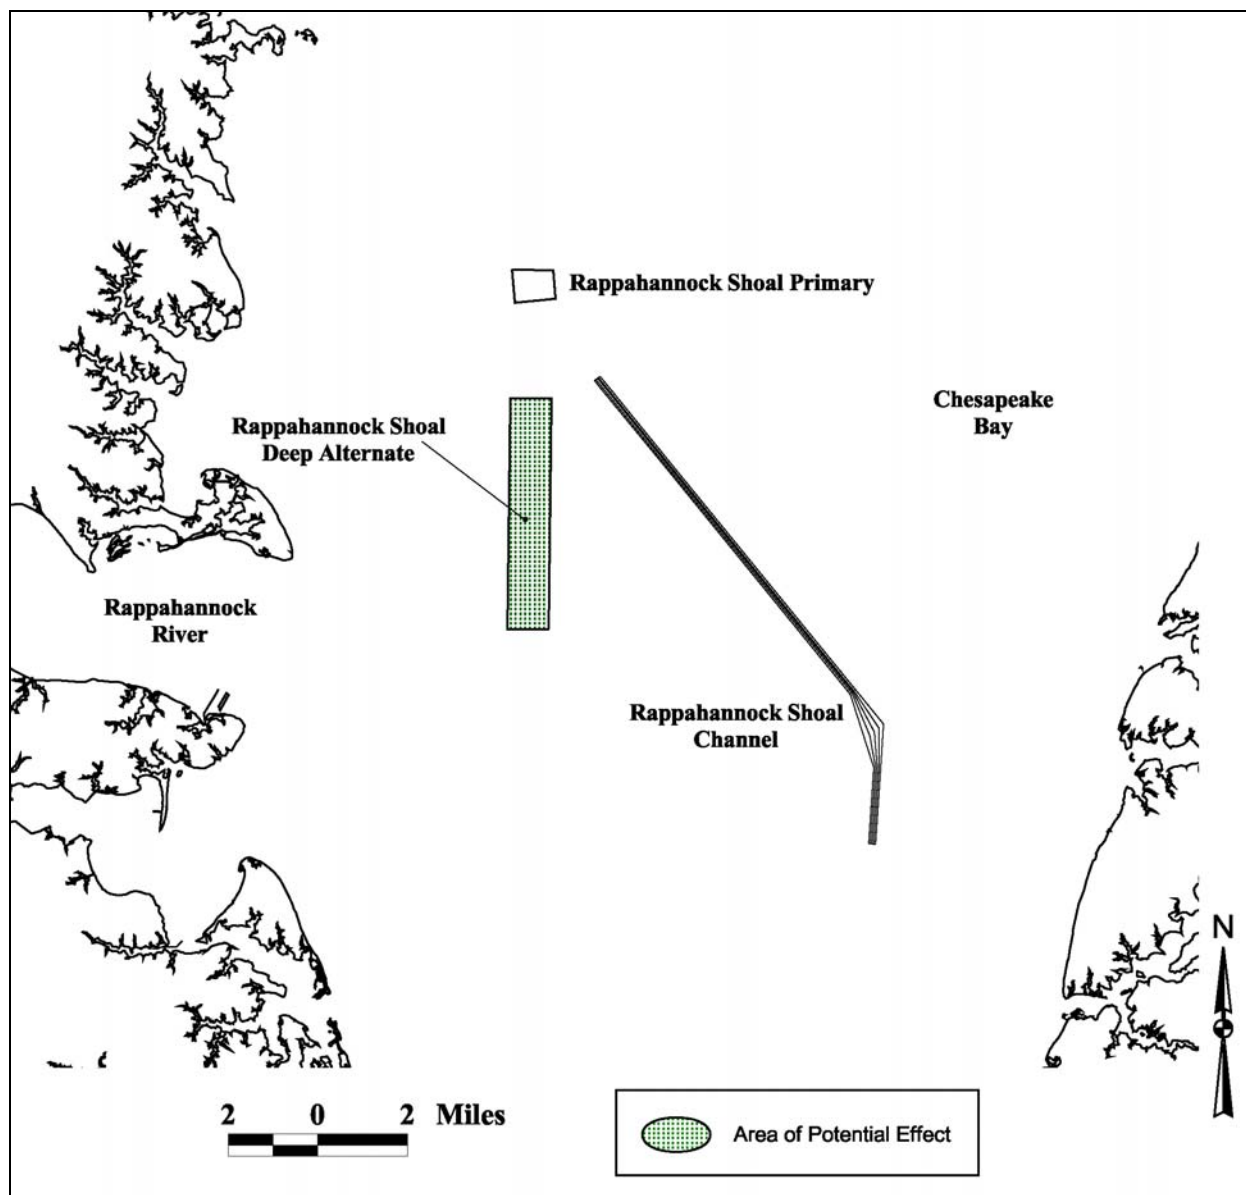 Rappahannock Shoal Primary
Chesapeake
Bay
Rappahannock Shoal
Deep Alternate
Rappahannock
River
Rappahannock Shoal
Channel
N
2 0 2 Miles
Area of Potential Effect